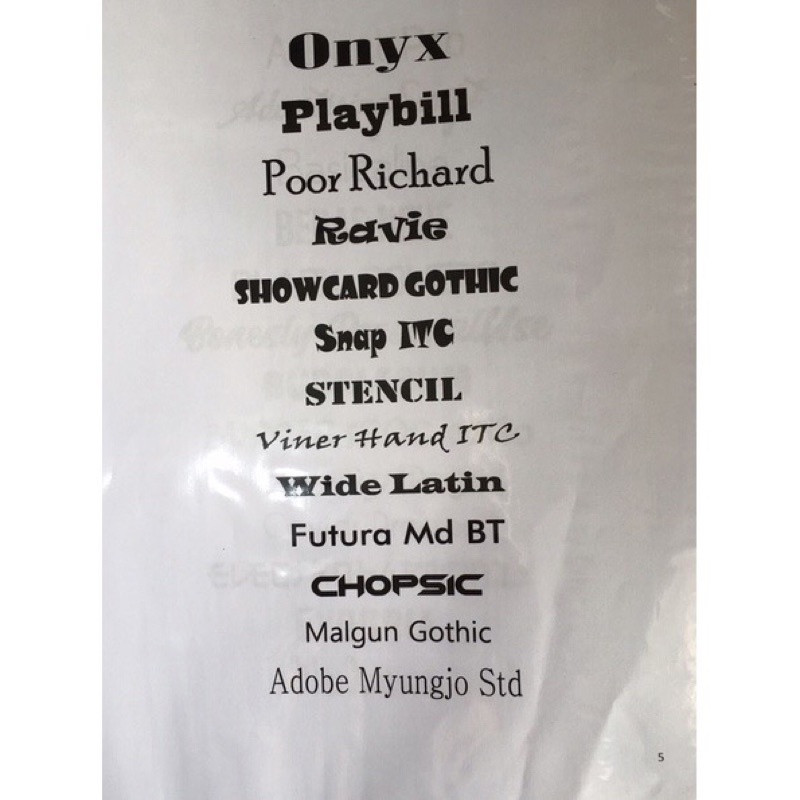 Onyx
Playbill
Poor Richard
Ravie
SHOWCARD GOTHIC
Snap ITC
STENCIL
Viner Hand ITC
Wide Latin
Futura Md BT
CHOPSIC
Malgun Gothic
Adobe Myungjo Std
5